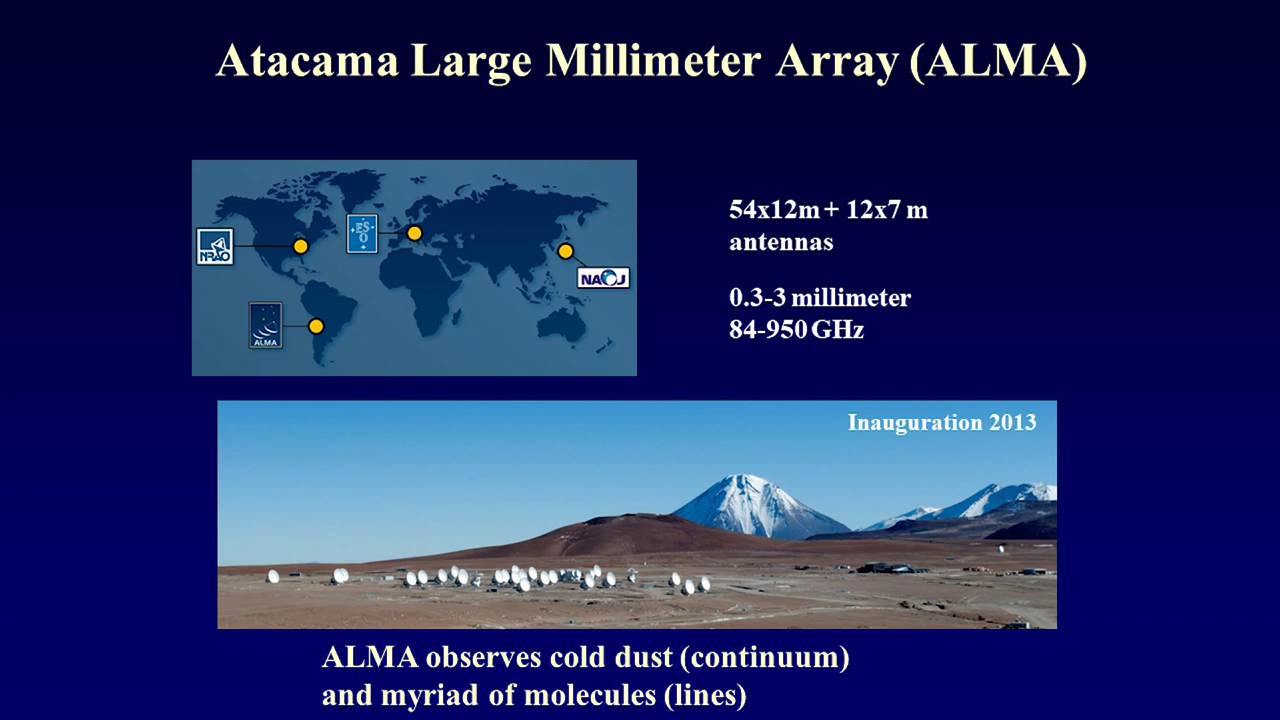 Atacama Large Millimeter Array (ALMA)
NRAO
ES
O
NAOJ
ALMA
54x12m + 12x7 m
antennas
0.3-3 millimeter
84-950 GHz
Inauguration 2013
ALMA observes cold dust (continuum)
and myriad of molecules (lines)